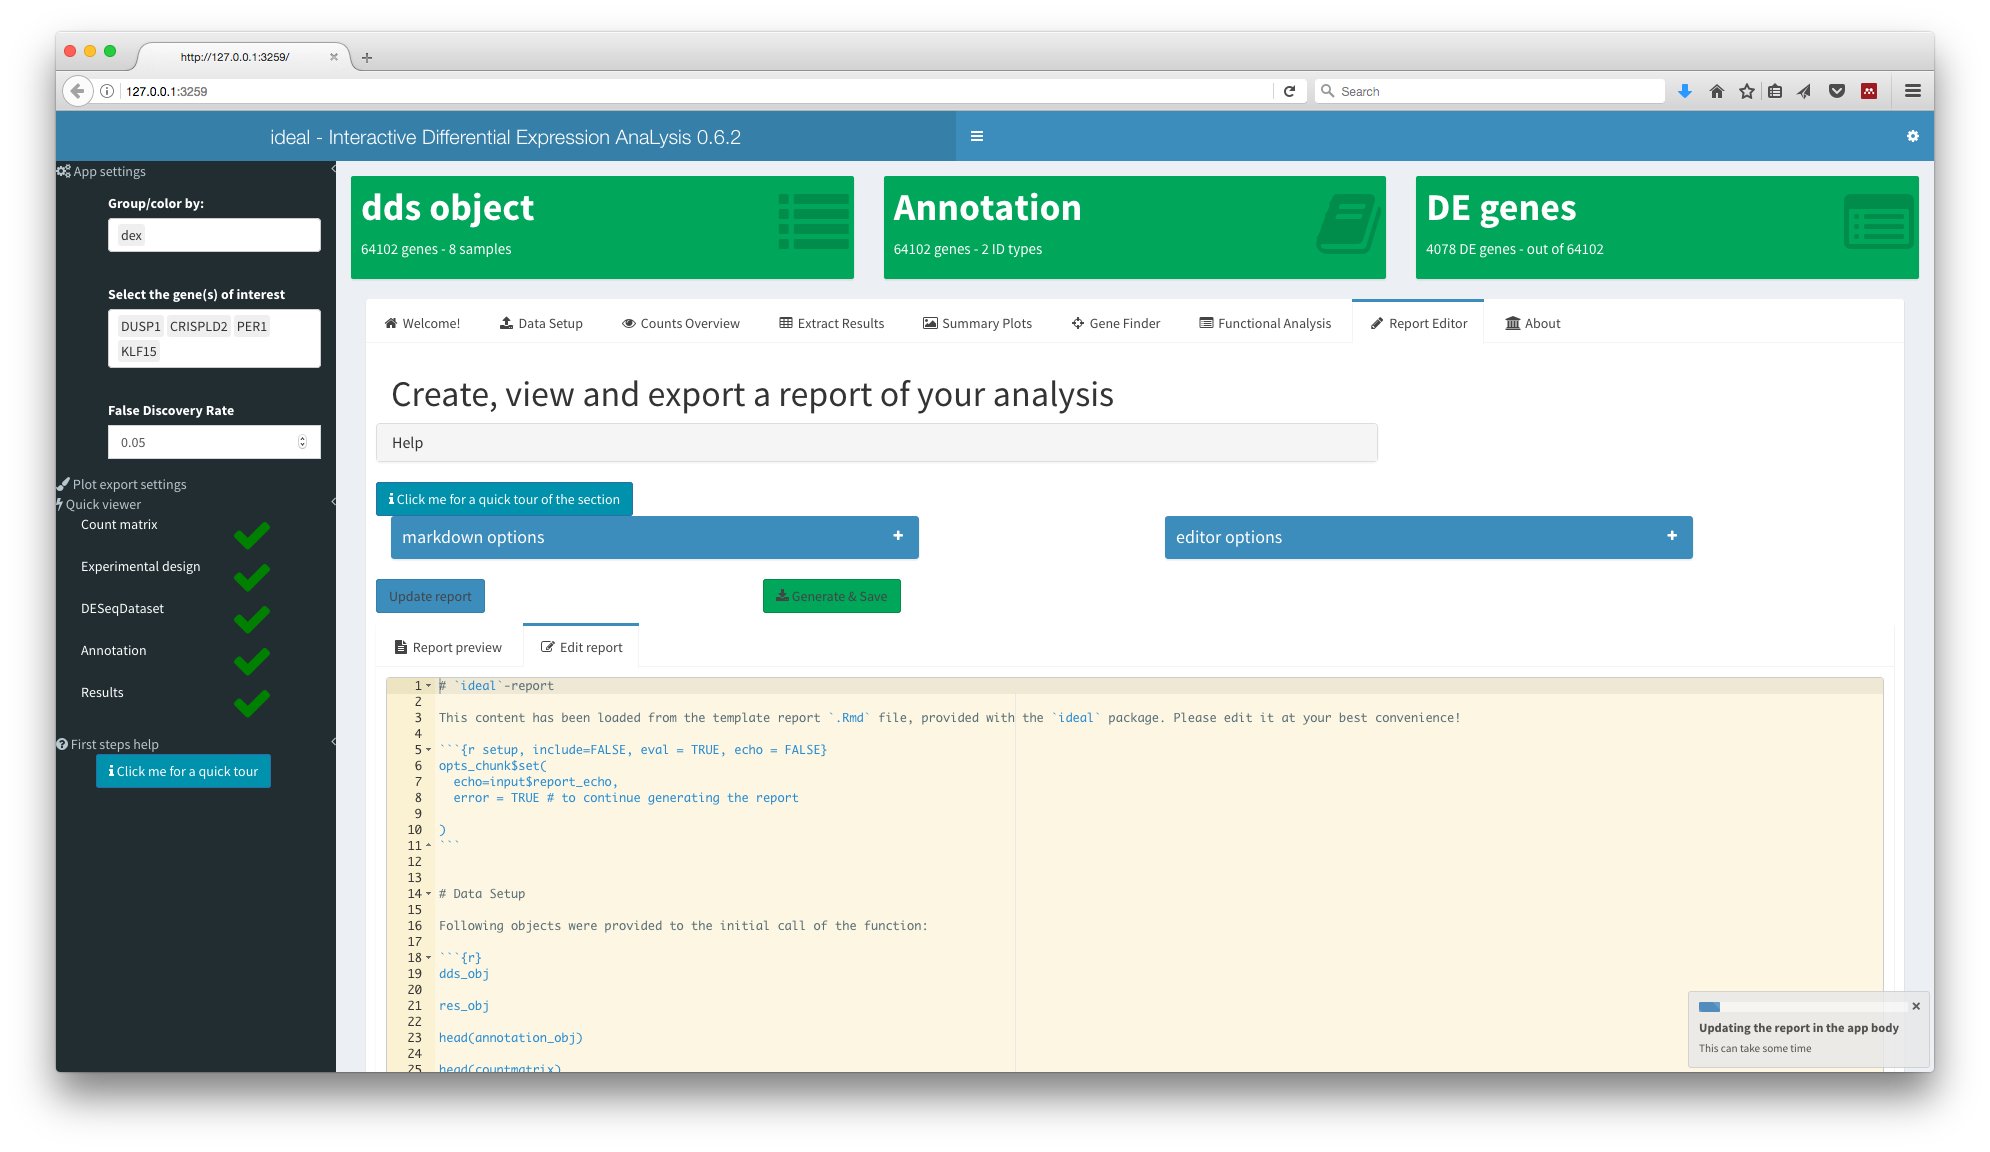 http://127.0.0.1:3259/
127.0.0.1:3259
Search
ideal - Interactive Differential Expression AnaLysis 0.6.2
App settings
Group/color by:
dex
Select the gene(s) of interest
DUSP1 CRISPLD2 PER1
KLF15
False Discovery Rate
0.05
Plot export settings
Quick viewer
Count matrix
Experimental design
DESeqDataset
Annotation
Results
First steps help
Click me for a quick tour
dds object
64102 genes - 8 samples
Annotation
64102 genes - 2 ID types
DE genes
4078 DE genes - out of 64102
Welcome! Data Setup Counts Overview Extract Results Summary Plots Gene Finder Functional Analysis Report Editor About
Create, view and export a report of your analysis
Help
Click me for a quick tour of the section
markdown options
editor options
Update report
Generate & Save
Report preview Edit report
1 # `ideal`-report
2
3 This content has been loaded from the template report `.Rmd` file, provided with the `ideal` package. Please edit it at your best convenience!
4
5 ```{r setup, include=FALSE, eval = TRUE, echo = FALSE}
6 opts_chunk$set(
7 echo=input$report_echo,
8 error = TRUE # to continue generating the report
9
10 )
11 ```
12
13
14 # Data Setup
15
16 Following objects were provided to the initial call of the function:
17
18 ```{r}
19 dds_obj
20
21 res_obj
22
23 head(annotation_obj)
24
25 head(countmatrix)
Updating the report in the app body
This can take some time